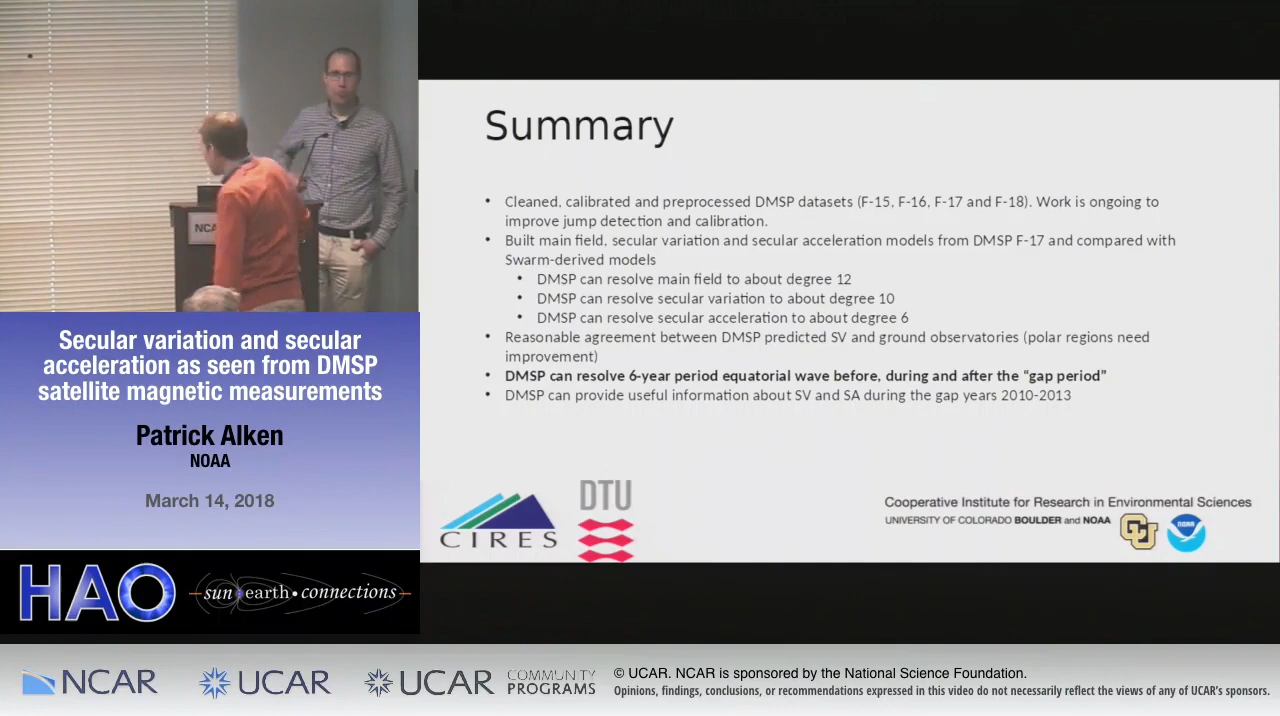 Summary
• Cleaned, calibrated and preprocessed DMSP datasets (F-15, F-16, F-17 and F-18). Work is ongoing to
improve jump detection and calibration.
• Built main field, secular variation and secular acceleration models from DMSP F-17 and compared with
Swarm-derived models
• DMSP can resolve main field to about degree 12
• DMSP can resolve secular variation to about degree 10
• DMSP can resolve secular acceleration to about degree 6
• Reasonable agreement between DMSP predicted SV and ground observatories (polar regions need
improvement)
• DMSP can resolve 6-year period equatorial wave before, during and after the “gap period”
• DMSP can provide useful information about SV and SA during the gap years 2010-2013
CIRES
DTU
Cooperative Institute for Research in Environmental Sciences
UNIVERSITY OF COLORADO BOULDER and NOAA
CU
NOAA
NCA
Secular variation and secular
acceleration as seen from DMSP
satellite magnetic measurements
Patrick Alken
NOAA
March 14, 2018
HAO
sun•earth•connections
NCAR
UCAR
UCAR
COMMUNITY
PROGRAMS
© UCAR. NCAR is sponsored by the National Science Foundation.
Opinions, findings, conclusions, or recommendations expressed in this video do not necessarily reflect the views of any of UCAR's sponsors.